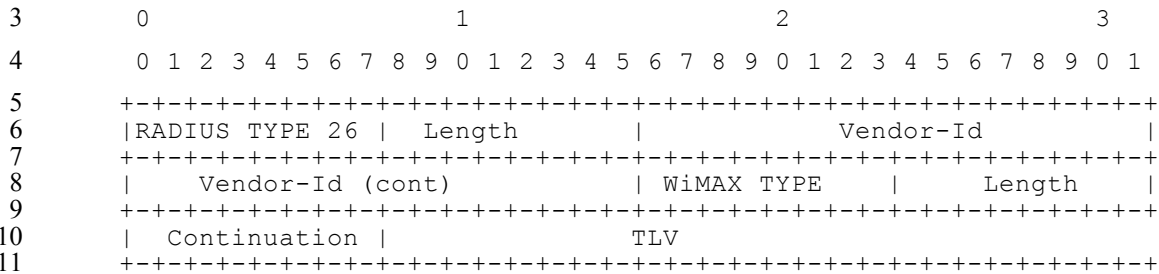 3 0                   1                   2                   3
4 0 1 2 3 4 5 6 7 8 9 0 1 2 3 4 5 6 7 8 9 0 1 2 3 4 5 6 7 8 9 0 1
5 +-+-+-+-+-+-+-+-+-+-+-+-+-+-+-+-+-+-+-+-+-+-+-+-+-+-+-+-+-+-+-+-+
6 |RADIUS TYPE 26 |  Length       |            Vendor-Id          |
7 +-+-+-+-+-+-+-+-+-+-+-+-+-+-+-+-+-+-+-+-+-+-+-+-+-+-+-+-+-+-+-+-+
8 |    Vendor-Id (cont)           | WiMAX TYPE    |     Length    |
9 +-+-+-+-+-+-+-+-+-+-+-+-+-+-+-+-+-+-+-+-+-+-+-+-+-+-+-+-+-+-+-+-+
10 |  Continuation |               TLV
11 +-+-+-+-+-+-+-+-+-+-+-+-+-+-+-+-+-+-+-+-+-+-+-+-+-+-+-+-+-+-+-+-+